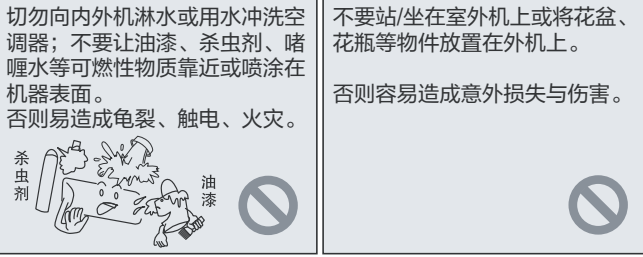 切勿向内外机淋水或用水冲洗空
调器；不要让油漆、杀虫剂、啫
喱水等可燃性物质靠近或喷涂在
机器表面。
否则易造成龟裂、触电、火灾。
杀虫剂
油漆
不要站/坐在室外机上或将花盆、
花瓶等物件放置在外机上。
否则容易造成意外损失与伤害。